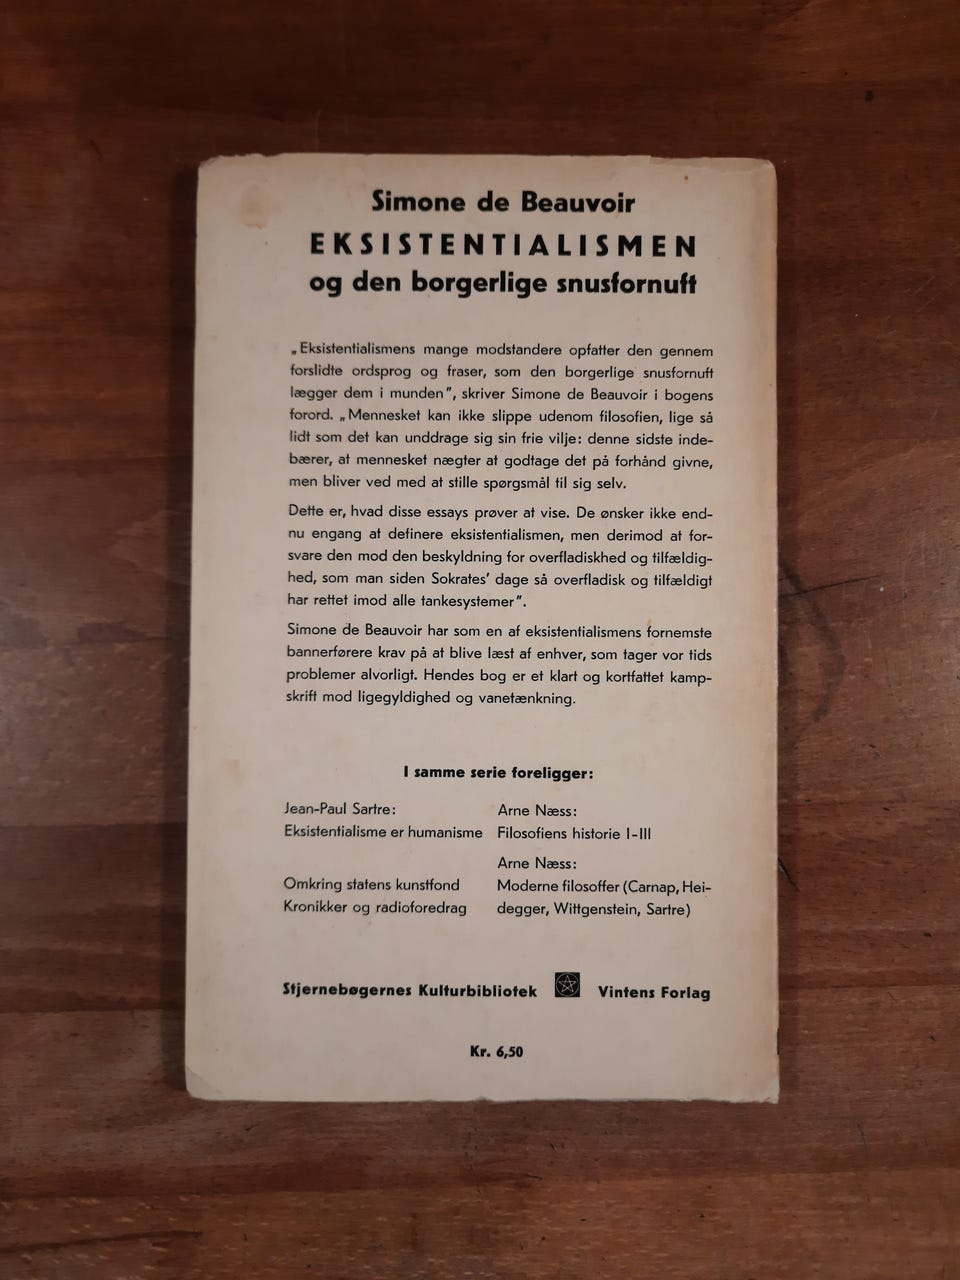 Simone de Beauvoir
EKSISTENTIALISMEN
og den borgerlige snusfornuft
„Eksistentialismens mange modstandere opfatter den gennem
forslidte ordsprog og fraser, som den borgerlige snusfornuft
lægger dem i munden”, skriver Simone de Beauvoir i bogens
forord. „Mennesket kan ikke slippe udenom filosofien, lige så
lidt som det kan unddrage sig sin frie vilje: denne sidste inde-
bærer, at mennesket nægter at godtage det på forhånd givne,
men bliver ved med at stille spørgsmål til sig selv.
Dette er, hvad disse essays prøver at vise. De ønsker ikke end-
nu engang at definere eksistentialismen, men derimod at for-
svare den mod den beskyldning for overfladiskhed og tilfældig-
hed, som man siden Sokrates’ dage så overfladisk og tilfældigt
har rettet imod alle tankesystemer”.
Simone de Beauvoir har som en af eksistentialismens fornemste
bannerførere krav på at blive læst af enhver, som tager vor tids
problemer alvorligt. Hendes bog er et klart og kortfattet kamp-
skrift mod ligegyldighed og vanetænkning.
I samme serie foreligger:
Jean-Paul Sartre:
Eksistentialisme er humanisme
Omkring statens kunstfond
Kronikker og radioforedrag
Arne Næss:
Filosofiens historie I-III
Arne Næss:
Moderne filosoffer (Carnap, Hei-
degger, Wittgenstein, Sartre)
Stjernebøgernes Kulturbibliotek Vintens Forlag
Kr. 6,50